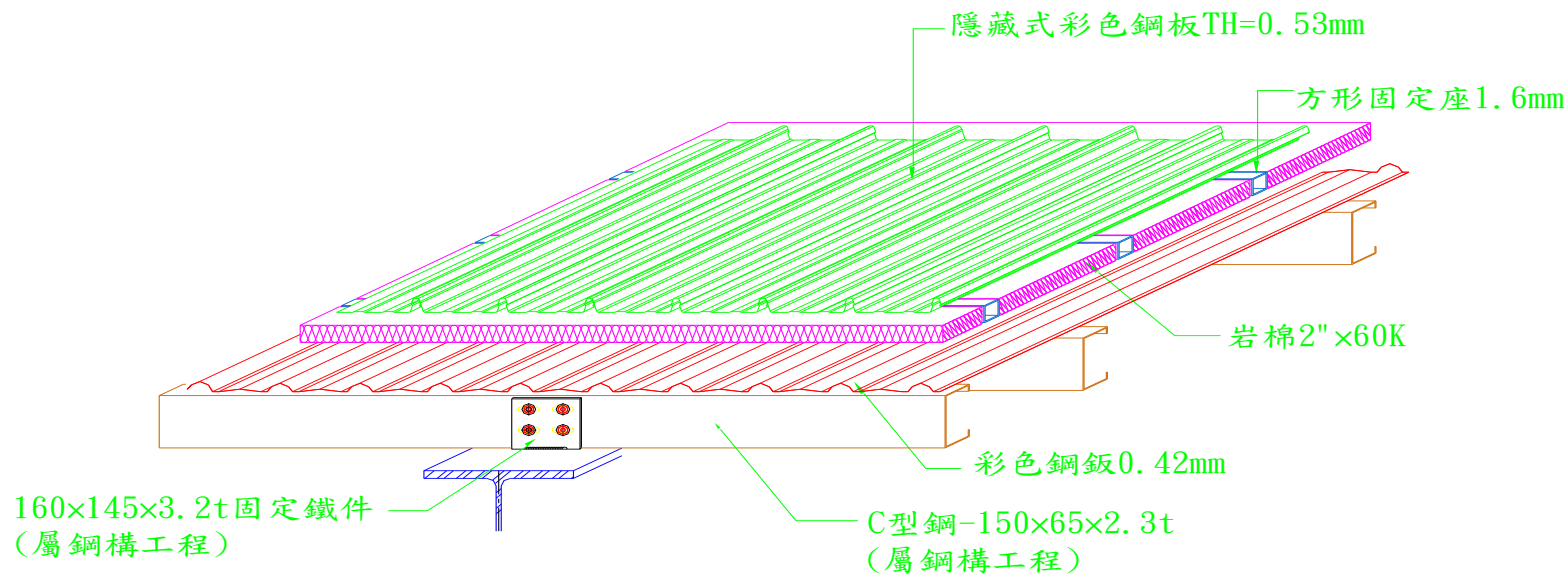 隱藏式彩色鋼板TH=0.53mm
方形固定座1.6mm
岩棉2"×60K
彩色鋼鈑0.42mm
160×145×3.2t固定鐵件
(屬鋼構工程)
C型鋼-150×65×2.3t
(屬鋼構工程)